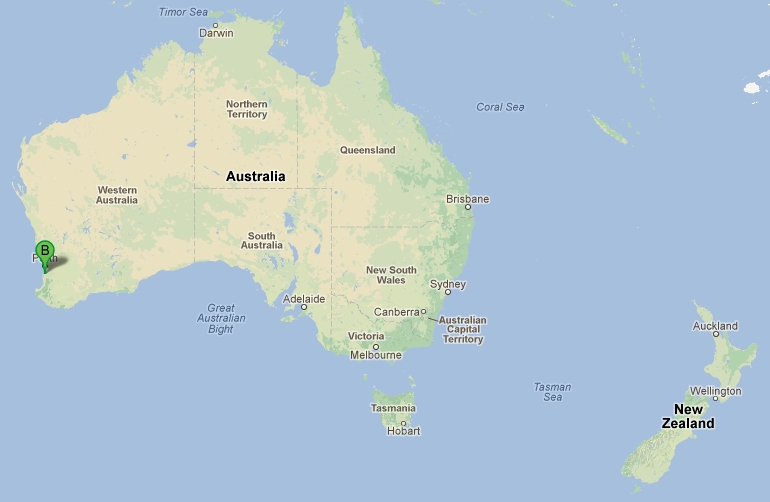 Timor Sea
Darwin
Coral Sea
Northern
Territory
Queensland
Australia
Western
Australia
Brisbane
South
Australia
B
New South
Wales
Sydney
Adelaide
Great
Australian
Bight
Canberra
Australian
Capital
Territory
Victoria
Melbourne
Auckland
Tasman
Sea
Wellington
Tasmania
New
Zealand
Hobart